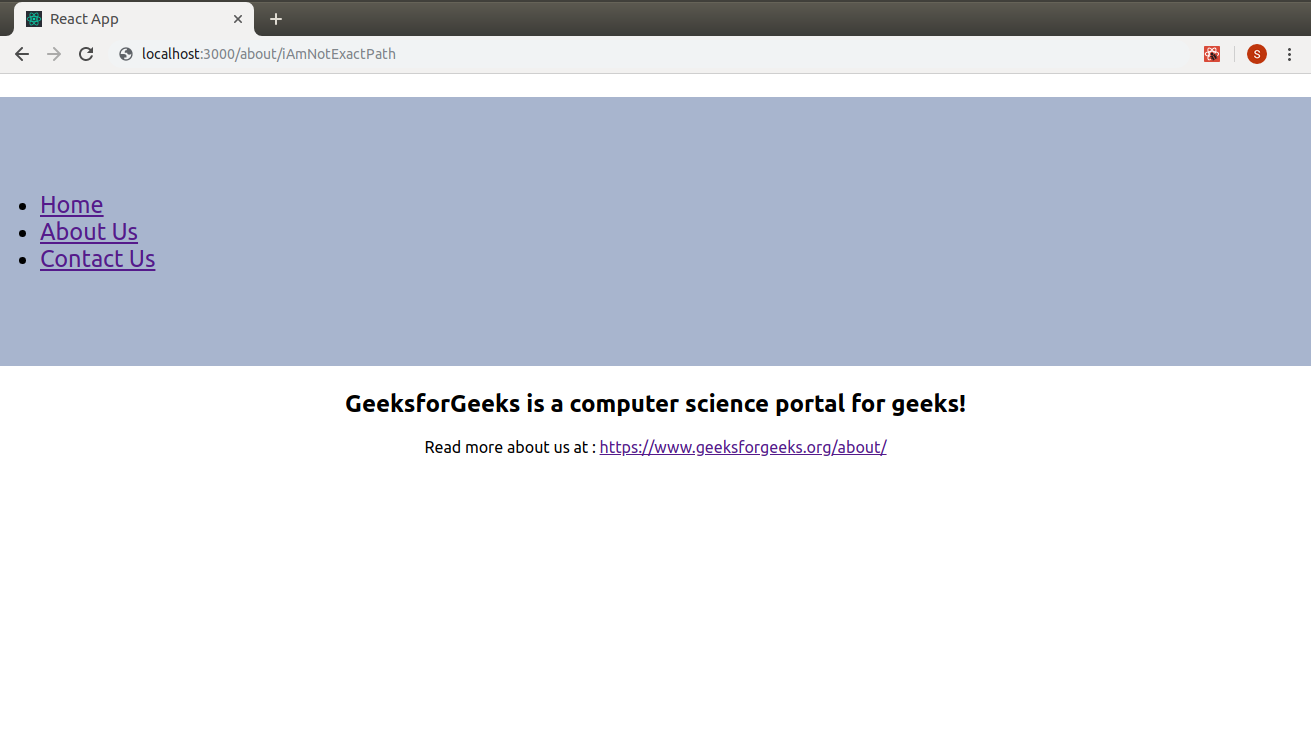 React App
localhost:3000/about/iAmNotExactPath
S
Home
About Us
Contact Us
GeeksforGeeks is a computer science portal for geeks!
Read more about us at : https://www.geeksforgeeks.org/about/